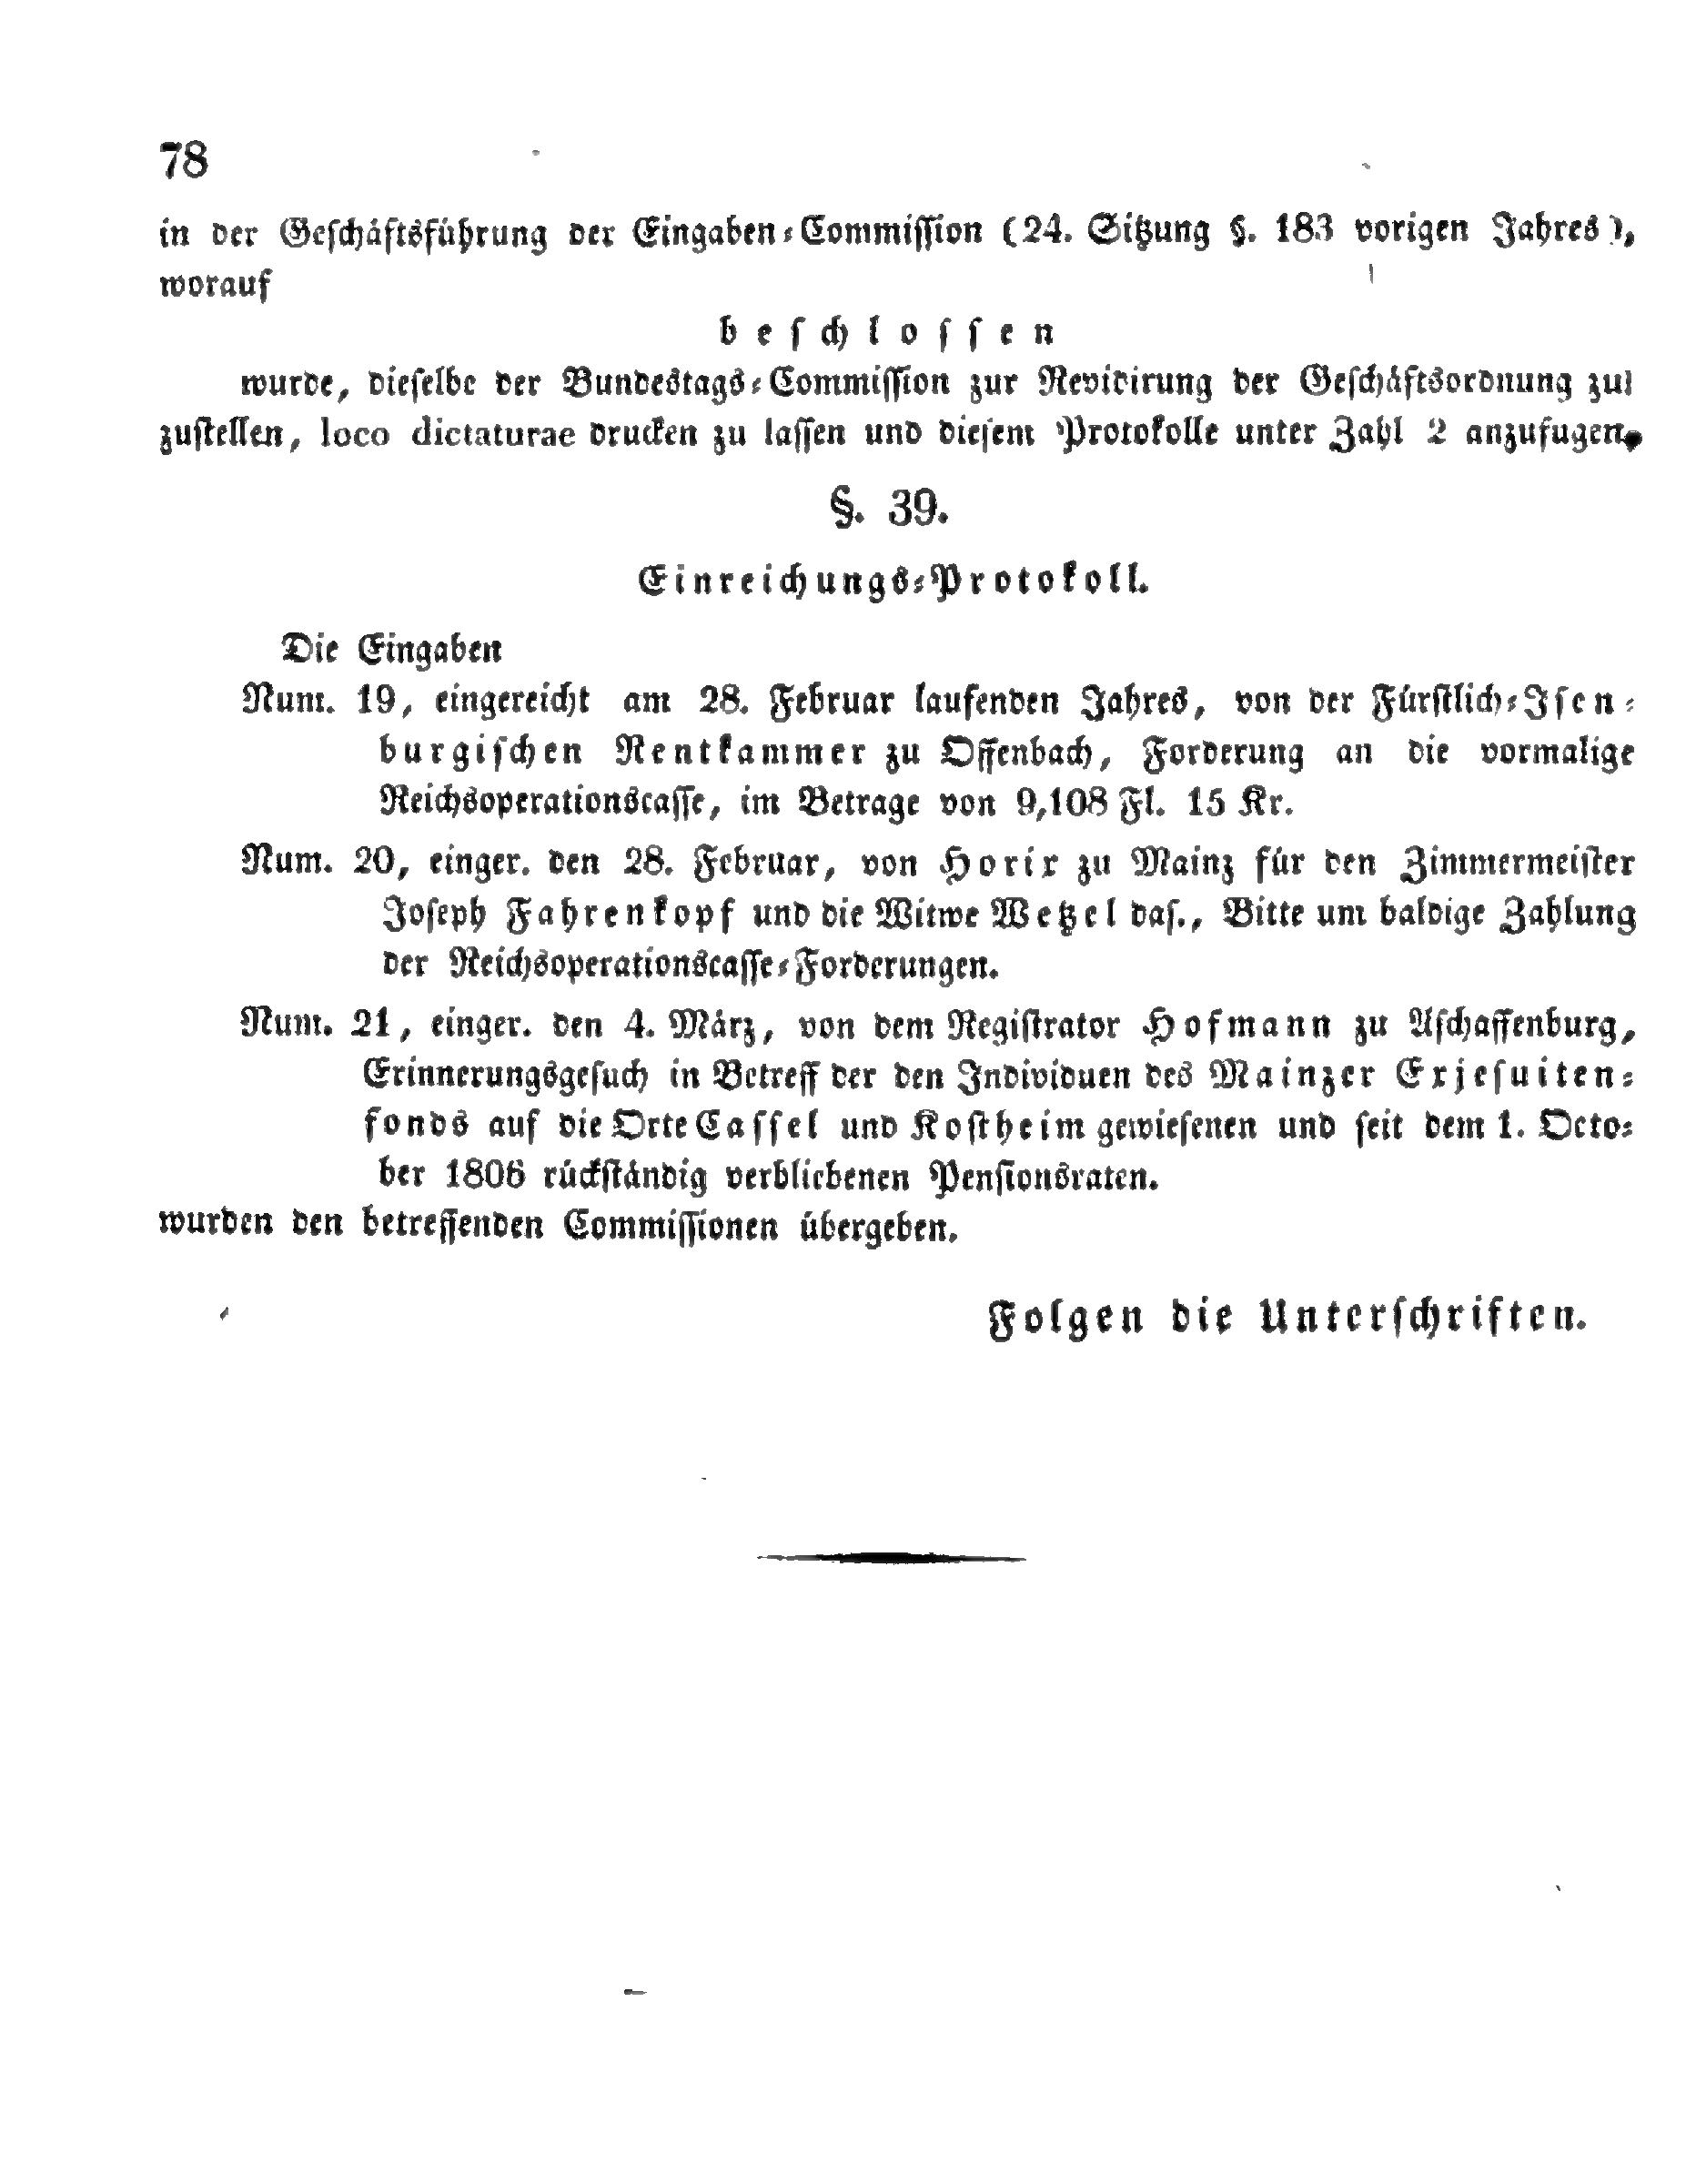 78
in der Geschäftsführung der Eingaben-Commission (24. Sitzung §. 183 vorigen Jahres),
worauf
beschlossen
wurde, dieselbe der Bundestags-Commission zur Revidirung der Geschäftsordnung zu
zustellen, loco dictaturae drucken zu lassen und diesem Protokolle unter Zahl 2 anzufugen.
§. 39.
Einreichungs-Protokoll.
Die Eingaben
Num. 19, eingereicht am 28. Februar laufenden Jahres, von der Fürstlich-Isen-
burgischen Rentkammer zu Offenbach, Forderung an die vormalige
Reichsoperationscasse, im Betrage von 9,108 Fl. 15 Kr.
Num. 20, einger. den 28. Februar, von Horix zu Mainz für den Zimmermeister
Joseph Fahrenkopf und die Witwe Wetzel das., Bitte um baldige Zahlung
der Reichsoperationscasse-Forderungen.
Num. 21, einger. den 4. März, von dem Registrator Hofmann zu Aschaffenburg,
Erinnerungsgesuch in Betreff der den Individuen des Mainzer Exjesuiten-
fonds auf die Orte Cassel und Kostheim gewiesenen und seit dem 1. Octo-
ber 1806 rückständig verbliebenen Pensionsraten.
wurden den betreffenden Commissionen übergeben.
Folgen die Unterschriften.